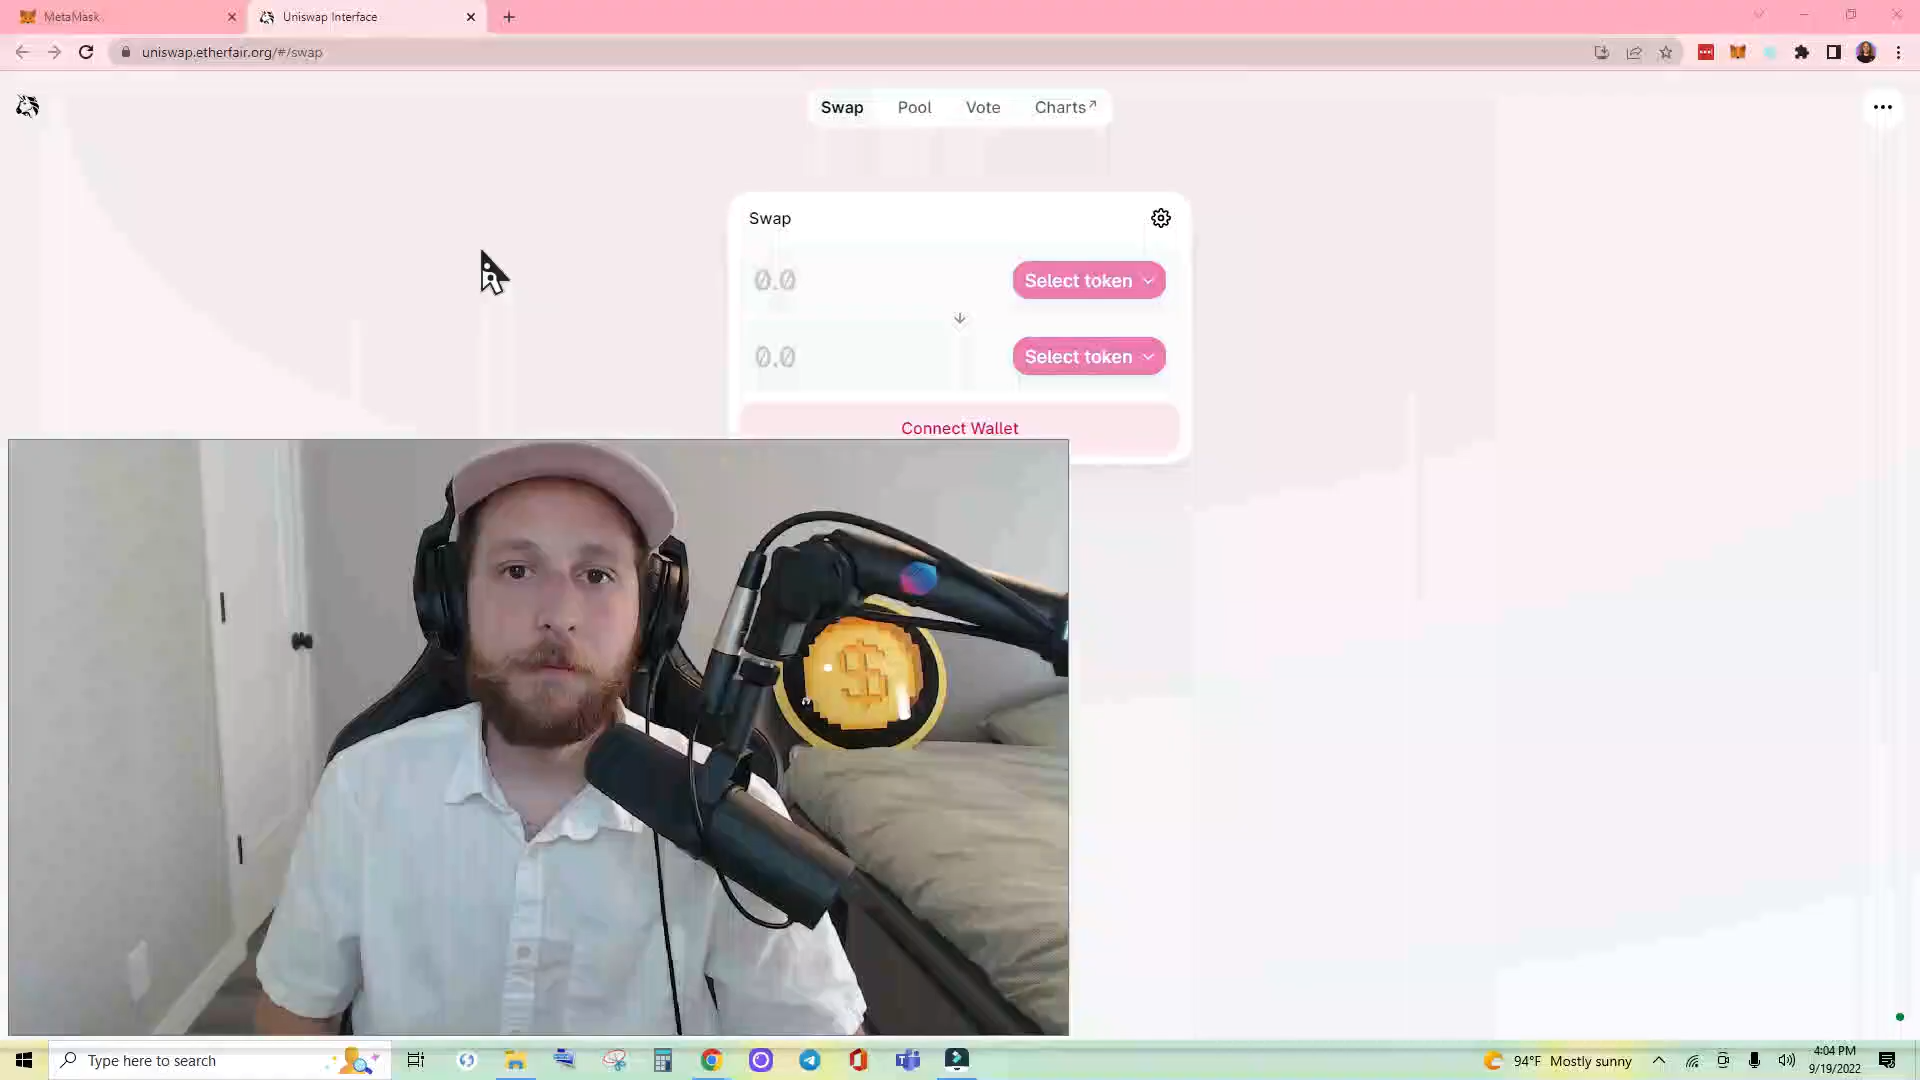 MetaMask
Uniswap Interface
uniswap.etherfair.org/#/swap
Swap
Pool
Vote
Charts↗
Swap
0.0
Select token
0.0
Select token
Connect Wallet
$
Type here to search
94°F Mostly sunny
4:04 PM
9/19/2022